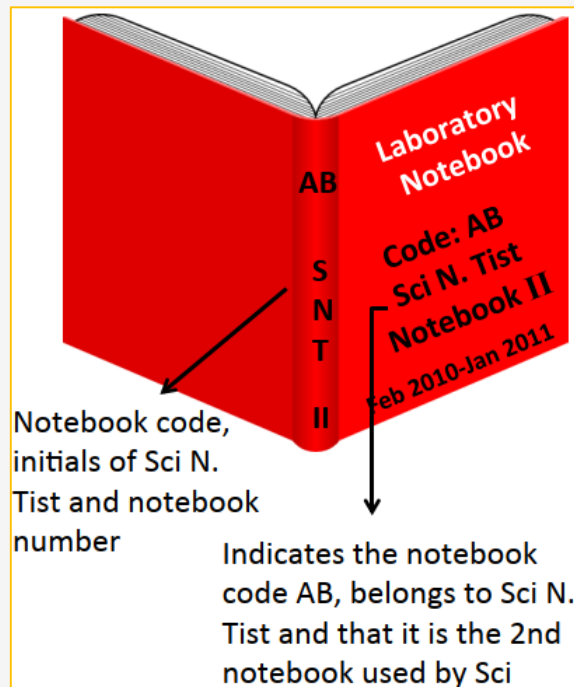 Laboratory
Notebook
Code: AB
Sci N. Tist
Notebook II
Feb 2010-Jan 2011
AB
S
N
T
II
Notebook code,
initials of Sci N.
Tist and notebook
number
Indicates the notebook
code AB, belongs to Sci N.
Tist and that it is the 2nd
notebook used by Sci